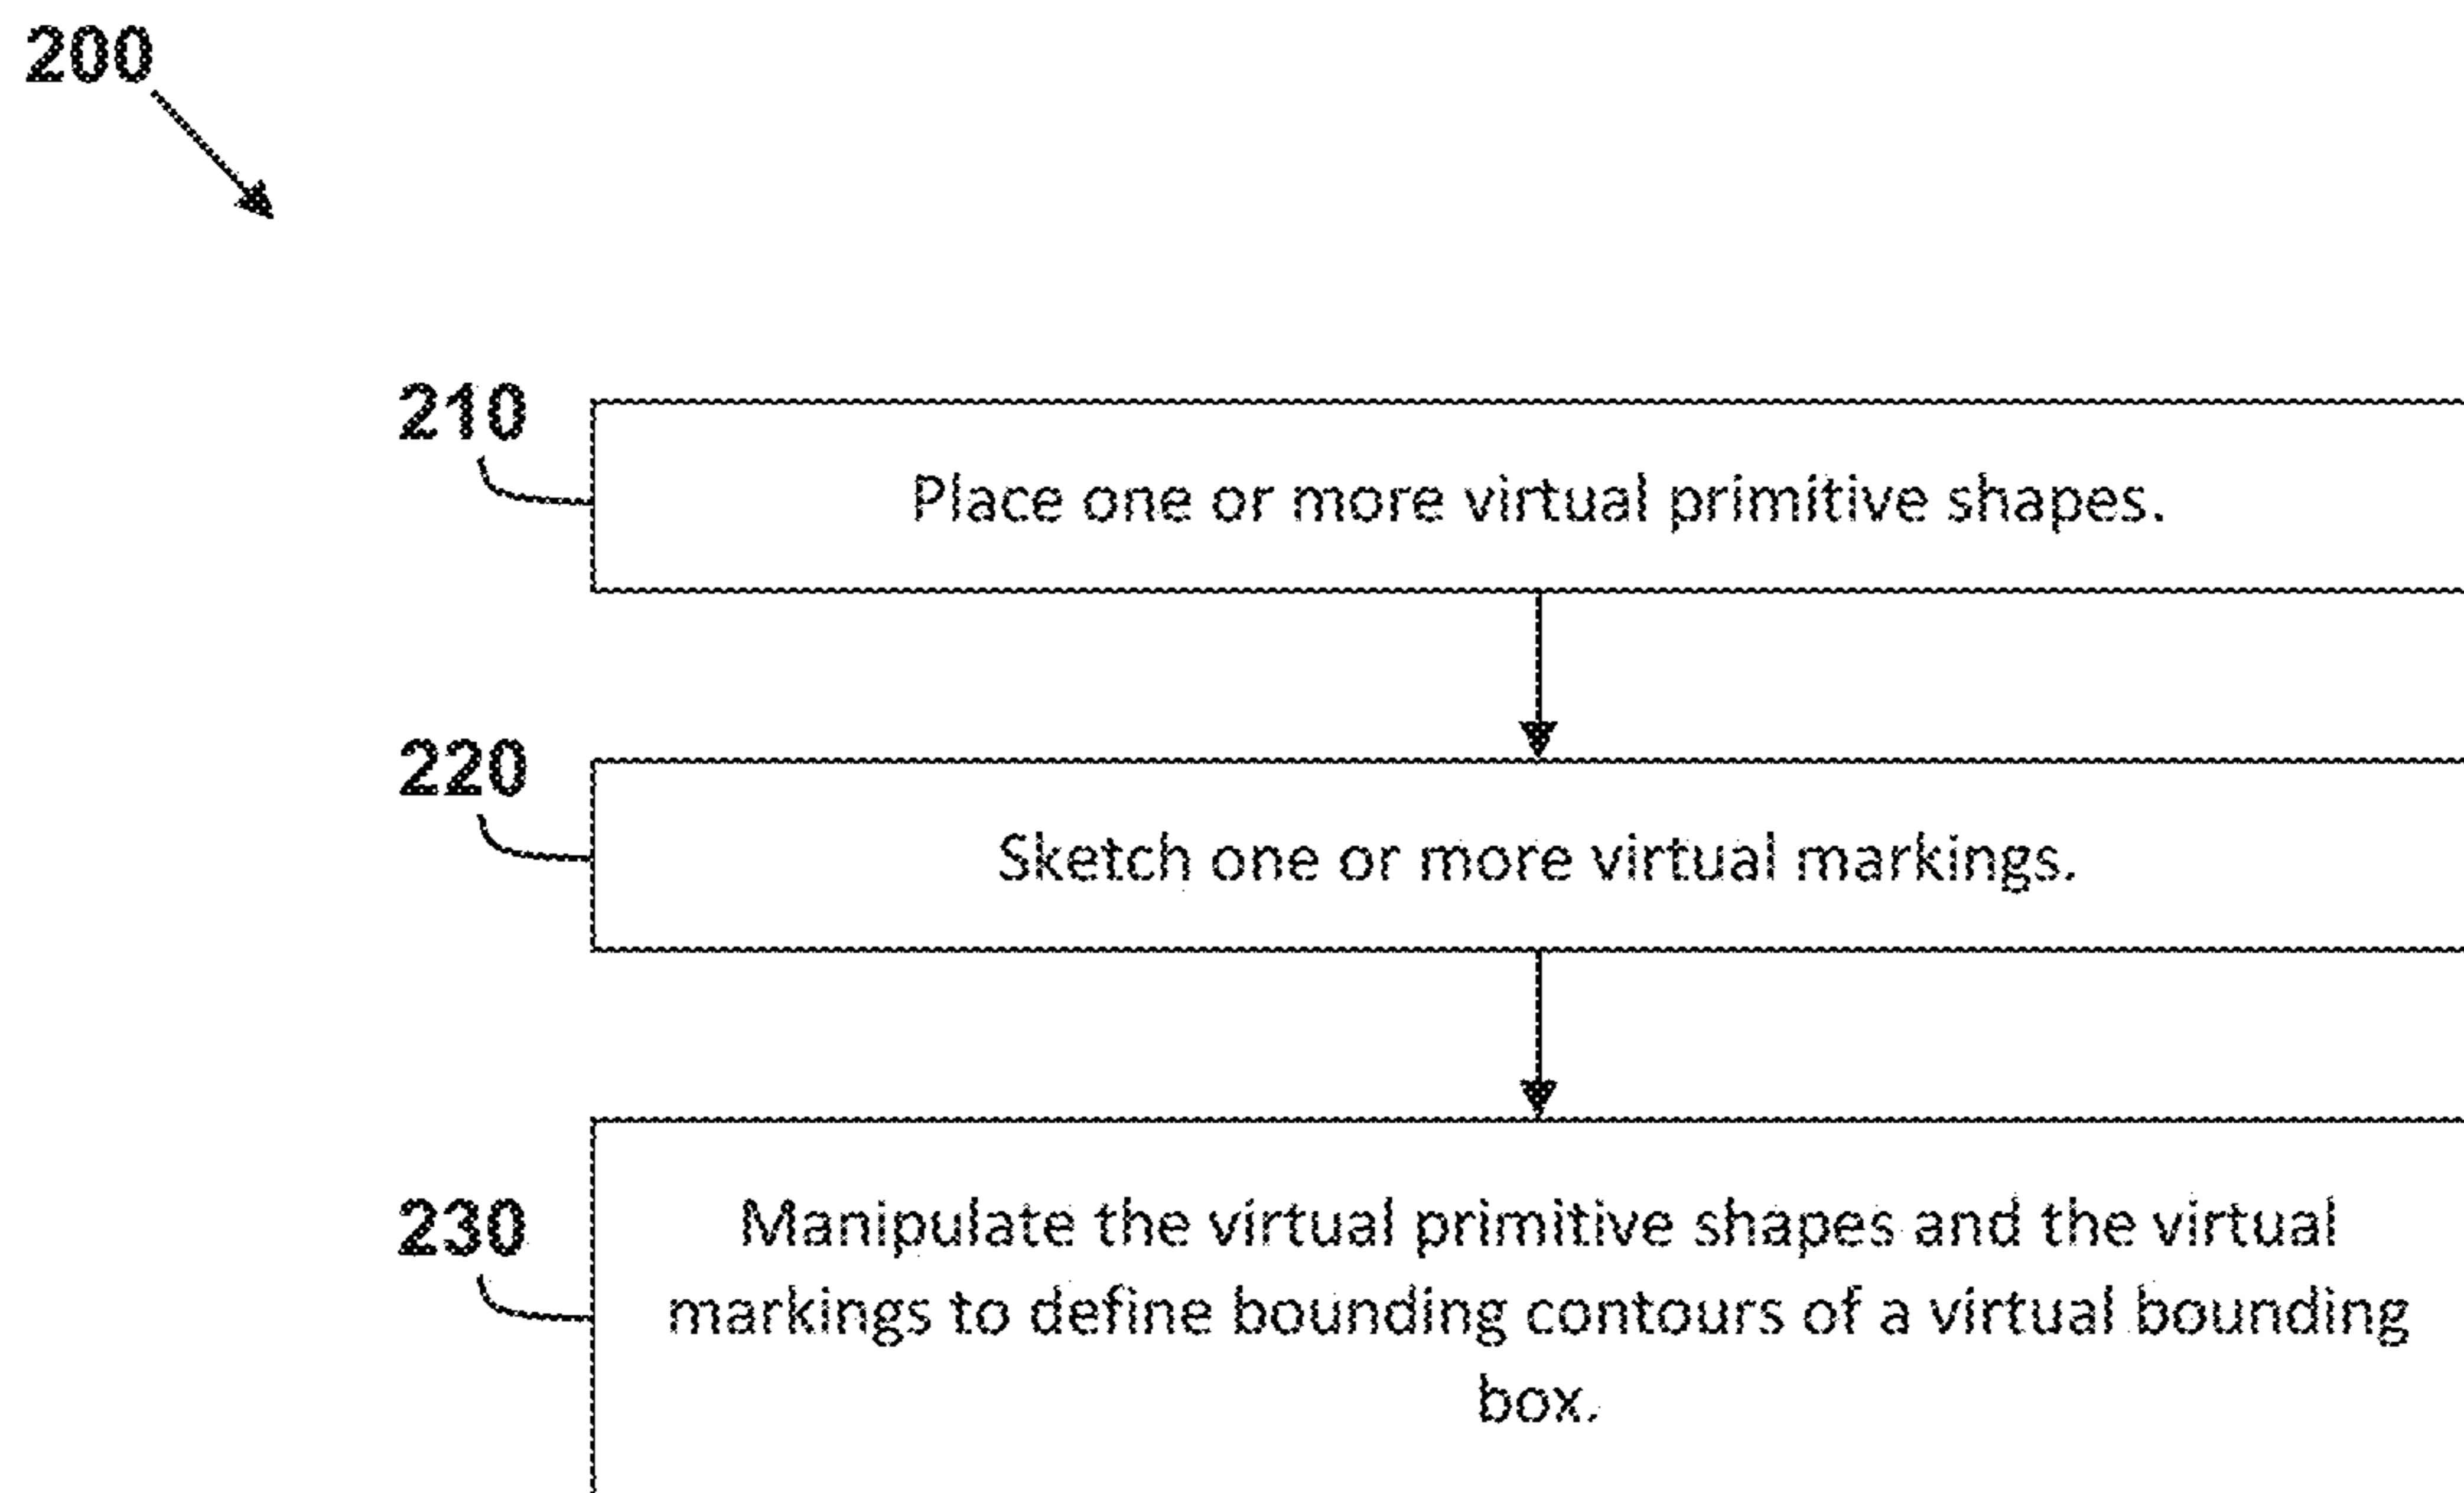 200
210
Place one or more virtual primitive shapes.
220
Sketch one or more virtual markings.
230
Manipulate the virtual primitive shapes and the virtual
markings to define bounding contours of a virtual bounding
box.